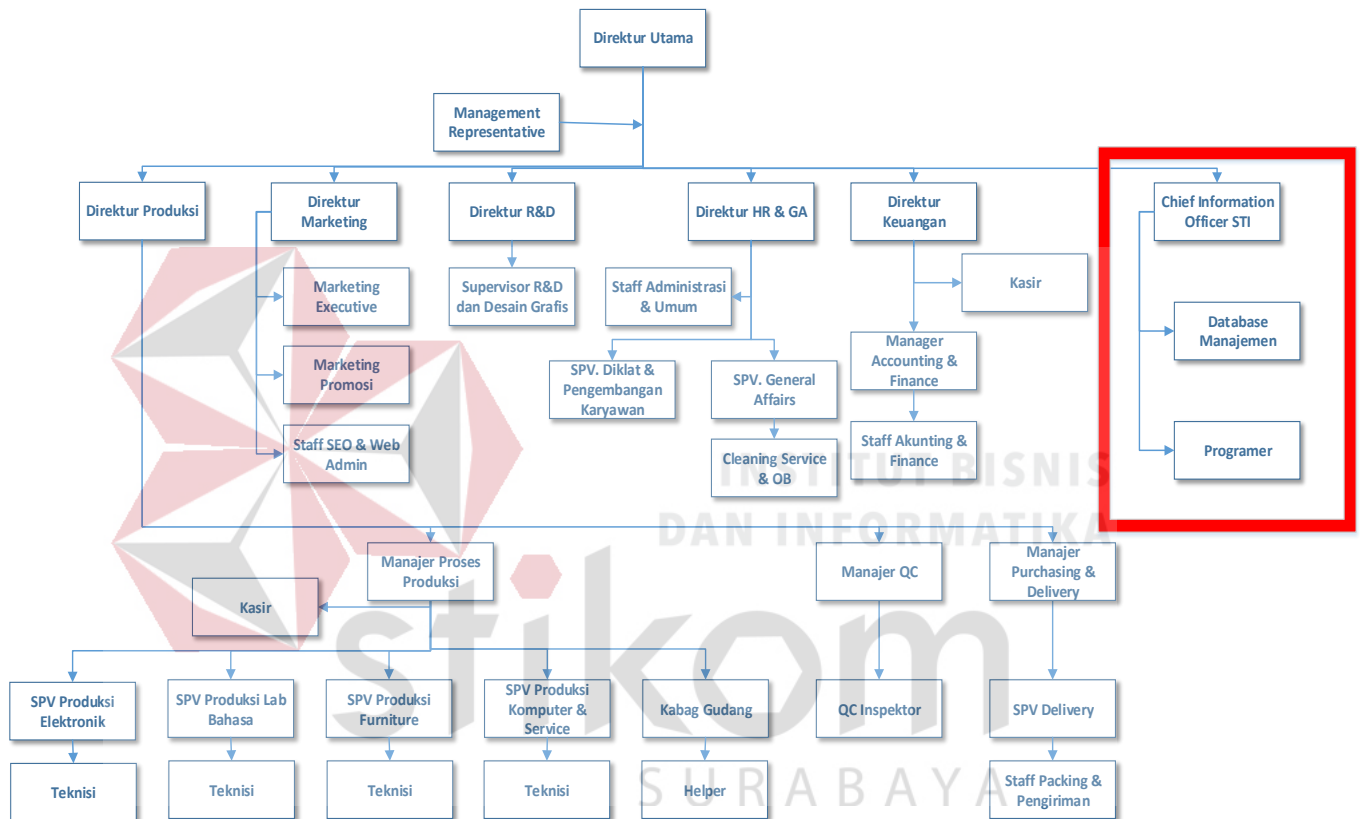 Direktur Utama
Management
Representative
Direktur Produksi
Direktur
Marketing
Direktur R&D
Direktur HR & GA
Direktur
Keuangan
Chief Information
Officer STI
Marketing
Executive
Supervisor R&D
dan Desain Grafis
Staff Administrasi
& Umum
Kasir
Database
Manajemen
Marketing
Promosi
SPV. Diklat &
Pengembangan
Karyawan
SPV. General
Affairs
Manager
Accounting &
Finance
Staff SEO & Web
Admin
Cleaning Service
& OB
Staff Akunting &
Finance
Programer
INSTITUT BISNIS
DAN INFORMATIKA
Manajer Proses
Produksi
Manajer QC
Manajer
Purchasing &
Delivery
Kasir
stikom
SPV Produksi
Elektronik
SPV Produksi Lab
Bahasa
SPV Produksi
Furniture
SPV Produksi
Komputer &
Service
Kabag Gudang
QC Inspektor
SPV Delivery
Teknisi
Teknisi
Teknisi
Teknisi
Helper
Staff Packing &
Pengiriman
SURABAYA